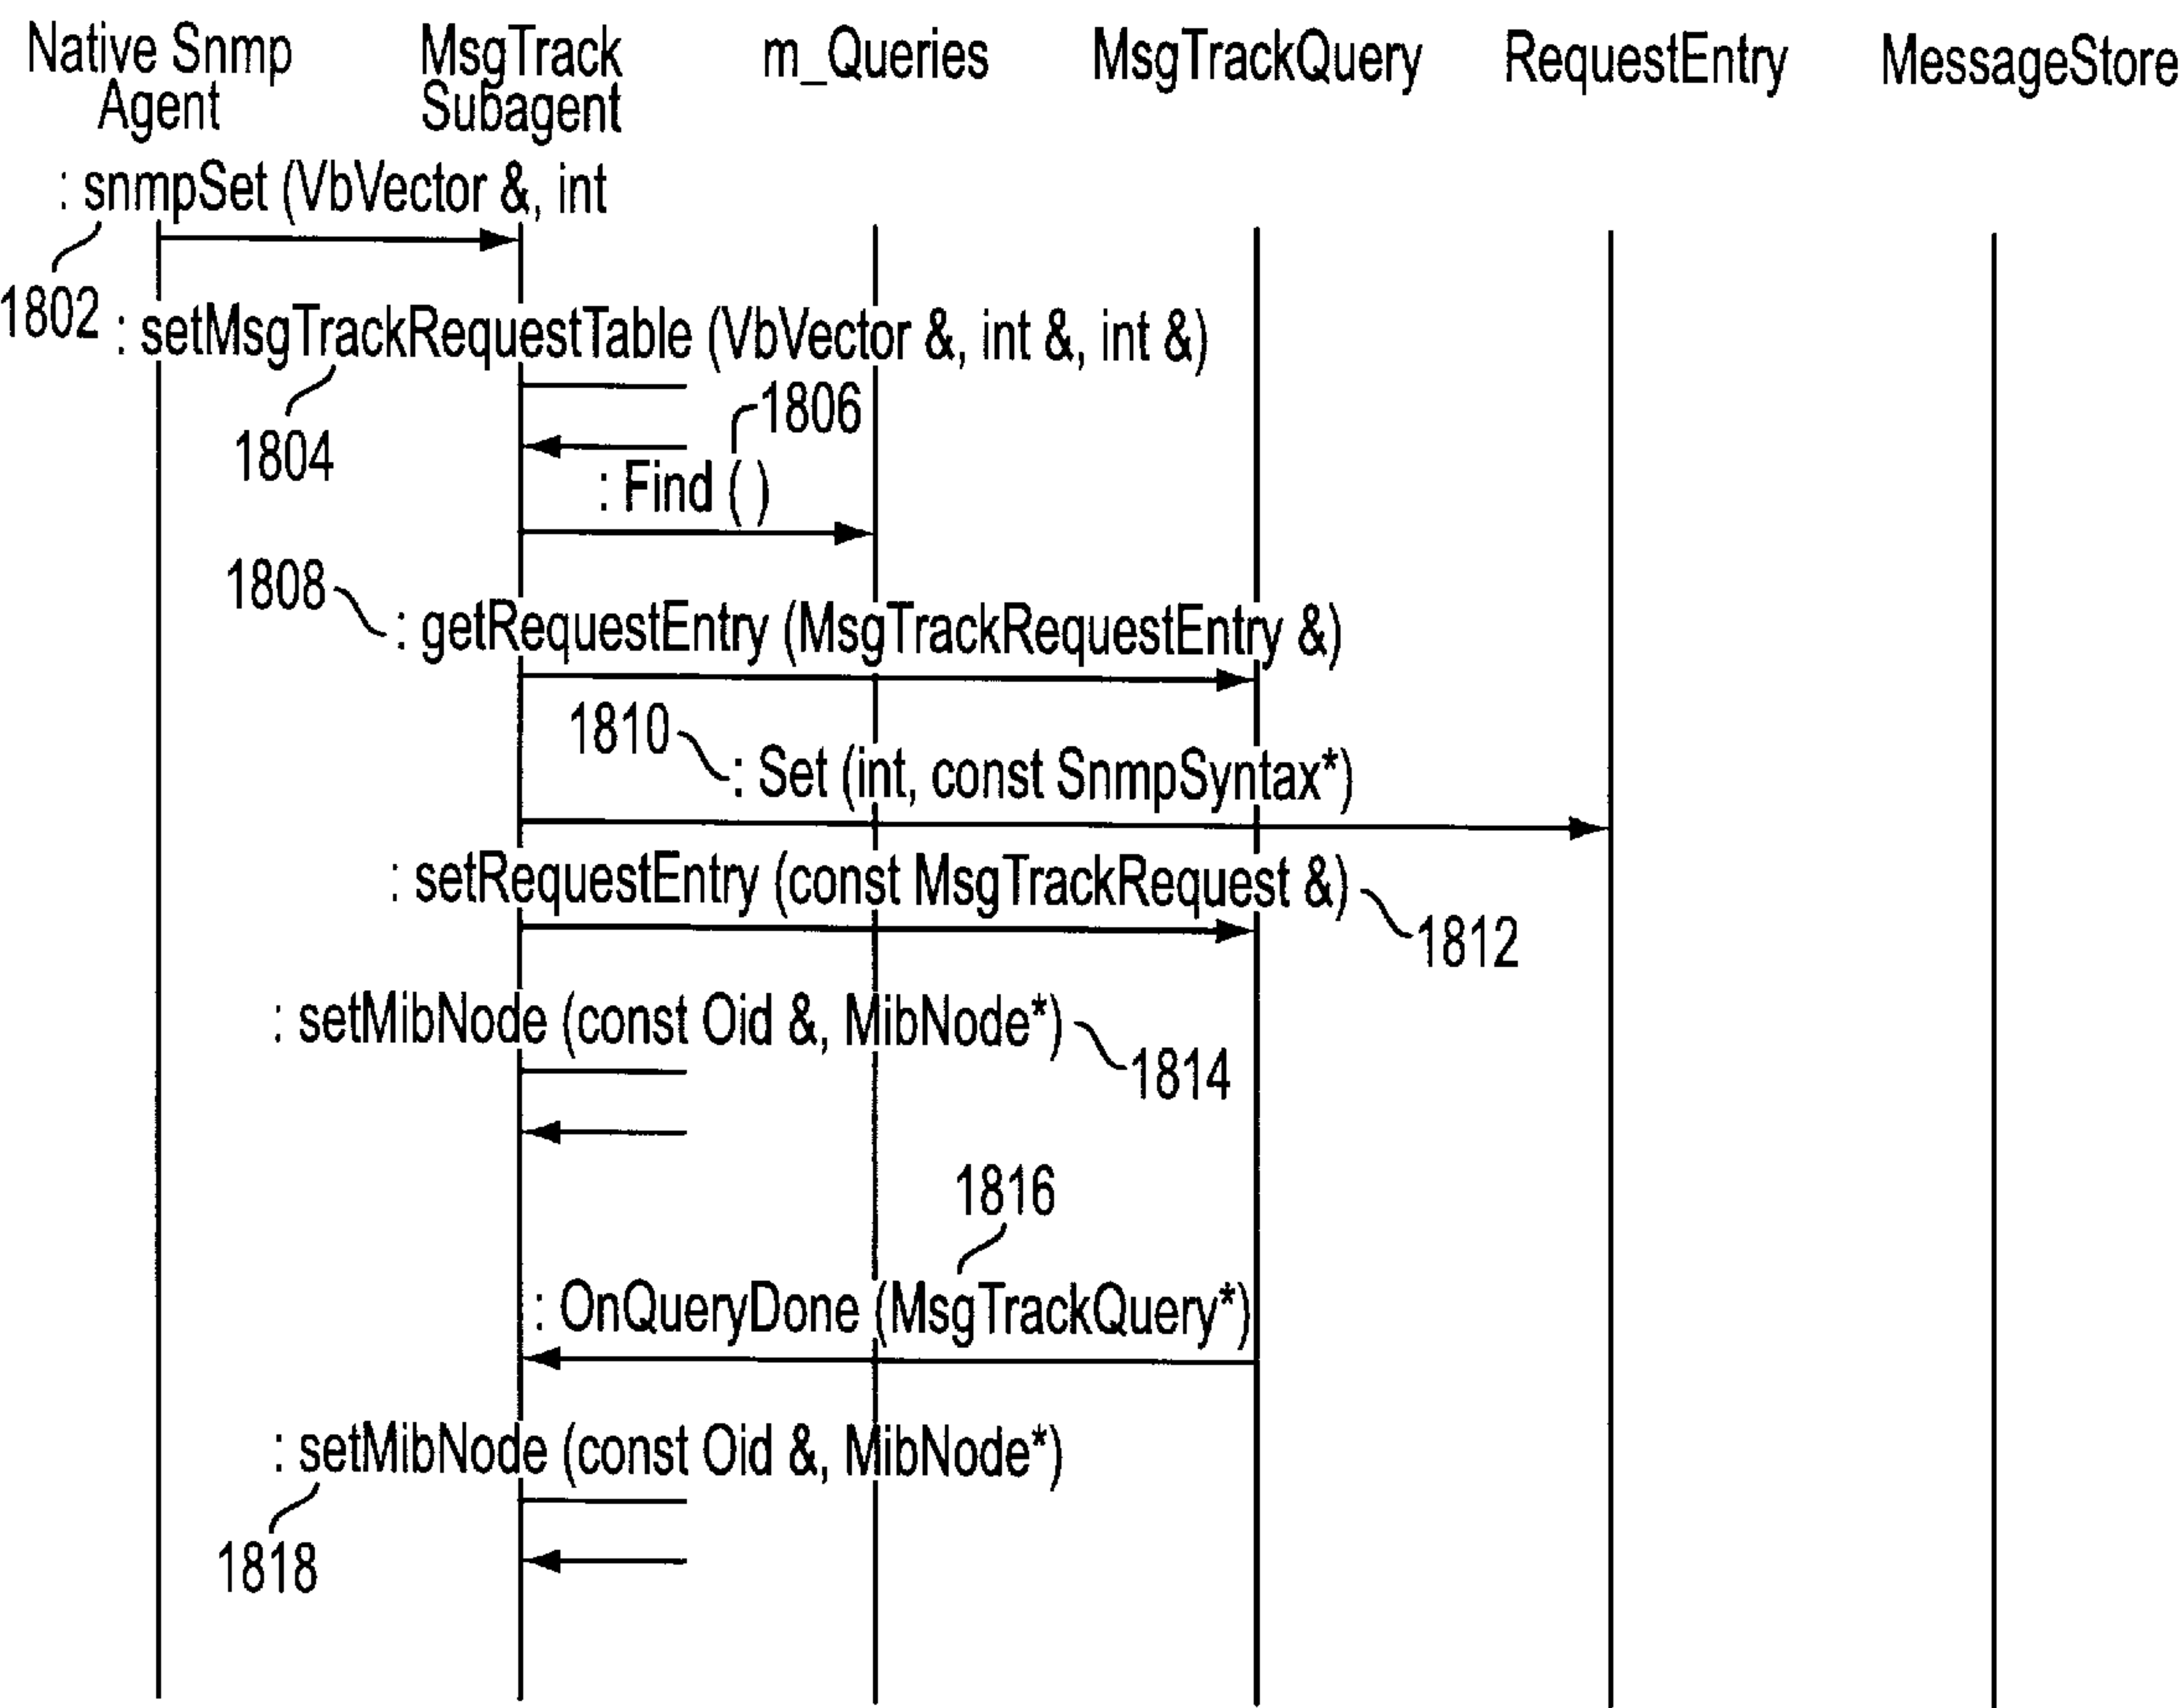 Native Snmp Agent
MsgTrack Subagent
m_Queries
MsgTrackQuery
RequestEntry
MessageStore
: snmpSet (VbVector &, int
1802
: setMsgTrackRequestTable (VbVector &, int &, int &)
1804
1806
: Find ( )
1808
: getRequestEntry (MsgTrackRequestEntry &)
1810
: Set (int, const SnmpSyntax*)
: setRequestEntry (const MsgTrackRequest &)
1812
: setMibNode (const Oid &, MibNode*)
1814
1816
: OnQueryDone (MsgTrackQuery*)
: setMibNode (const Oid &, MibNode*)
1818